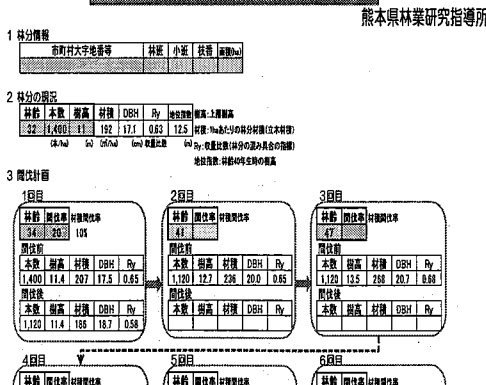 熊本県林業研究指導所
1 林分情報
市町村大字地番等 林班 小班 枝番 面積(ha)
2 林分の現況
林齢 本数 樹高 材積 DBH Ry 地位指数 樹高:上層樹高
32 1,400 11 192 17.1 0.63 12.5 材積:1haあたりの林分材積(立木材積)
(本/ha) (m) (㎥/ha) (cm) 収量比数 (m) Ry:収量比数(林分の混み具合の指標)
地位指数:林齢40年生時の樹高
3 間伐計画
1回目 2回目 3回目
林齢 間伐率 材積間伐率 林齢 間伐率 材積間伐率 林齢 間伐率 材積間伐率
34 20 10% 41 47
間伐前 間伐前 間伐前
本数 樹高 材積 DBH Ry 本数 樹高 材積 DBH Ry 本数 樹高 材積 DBH Ry
1,400 11.4 207 17.5 0.65 1,120 12.7 236 20.0 0.65 1,120 13.5 268 20.7 0.68
間伐後 間伐後 間伐後
本数 樹高 材積 DBH Ry 本数 樹高 材積 DBH Ry 本数 樹高 材積 DBH Ry
1,120 11.4 186 18.7 0.58
4回目 5回目 6回目
林齢 間伐率 材積間伐率 林齢 間伐率 材積間伐率 林齢 間伐率 材積間伐率